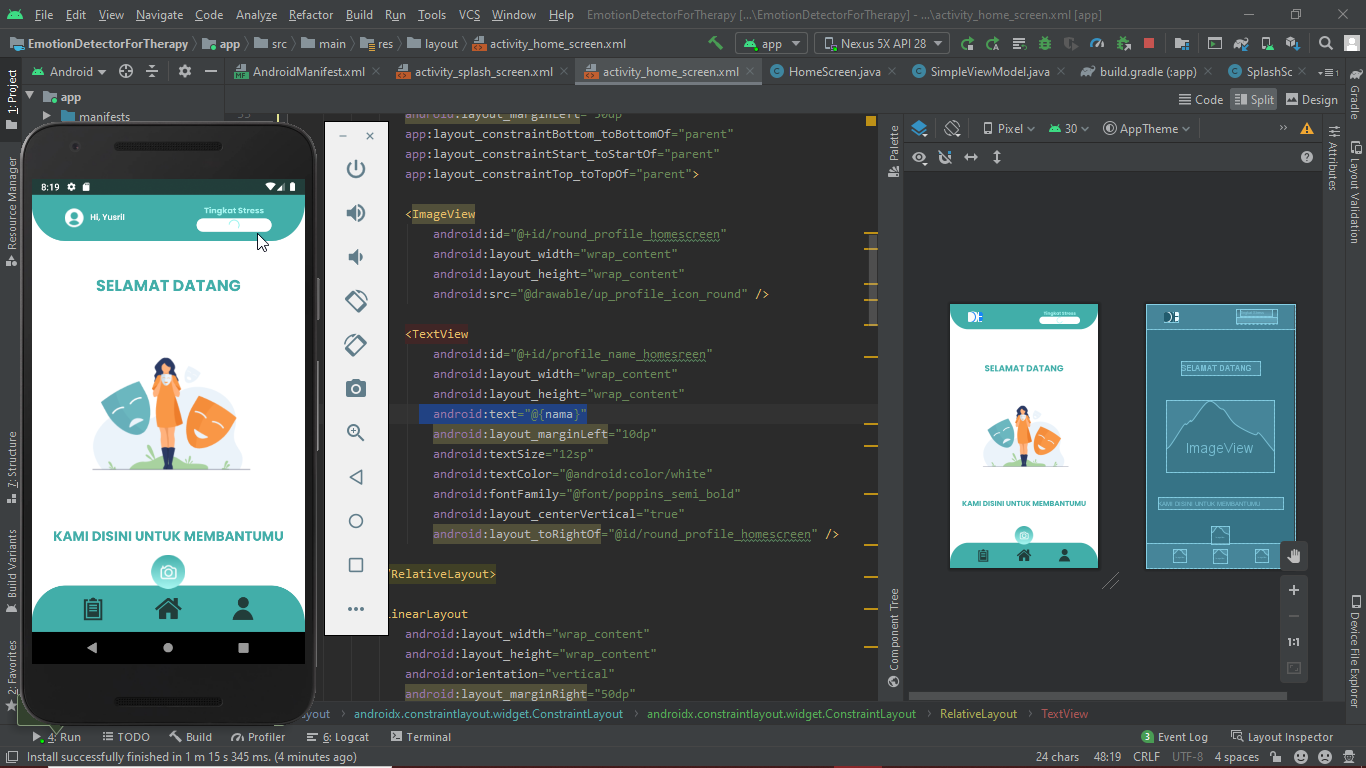 File Edit View Navigate Code Analyze Refactor Build Run Tools VCS Window Help EmotionDetectorForTherapy [...\EmotionDetectorForTherapy] - ...\activity_home_screen.xml [app]
EmotionDetectorForTherapy app src main res layout activity_home_screen.xml app Nexus 5X API 28
Android AndroidManifest.xml activity_splash_screen.xml activity_home_screen.xml HomeScreen.java SimpleViewModel.java build.gradle (:app) SplashSc
app
manifests
Code Split Design
Pixel 30 AppTheme
1: Project
Resource Manager
7: Structure
Build Variants
2: Favorites
8:19
Hi, Yusril
Tingkat Stress
SELAMAT DATANG
KAMI DISINI UNTUK MEMBANTUMU
android:layout_marginLeft="50dp"
app:layout_constraintBottom_toBottomOf="parent"
app:layout_constraintStart_toStartOf="parent"
app:layout_constraintTop_toTopOf="parent">
<ImageView
android:id="@+id/round_profile_homescreen"
android:layout_width="wrap_content"
android:layout_height="wrap_content"
android:src="@drawable/up_profile_icon_round" />
<TextView
android:id="@+id/profile_name_homesreen"
android:layout_width="wrap_content"
android:layout_height="wrap_content"
android:text="@{nama}"
android:layout_marginLeft="10dp"
android:textSize="12sp"
android:textColor="@android:color/white"
android:fontFamily="@font/poppins_semi_bold"
android:layout_centerVertical="true"
android:layout_toRightOf="@id/round_profile_homescreen" />
/RelativeLayout>
inearLayout
android:layout_width="wrap_content"
android:layout_height="wrap_content"
android:orientation="vertical"
android:layout_marginRight="50dp"
Palette
Component Tree
Tingkat Stress
SELAMAT DATANG
KAMI DISINI UNTUK MEMBANTUMU
SELAMAT DATANG
ImageView
KAMI DISINI UNTUK MEMBANTUMU
1:1
Gradle
Attributes
Layout Validation
Device File Explorer
ayout androidx.constraintlayout.widget.ConstraintLayout androidx.constraintlayout.widget.ConstraintLayout RelativeLayout TextView
4: Run TODO Build Profiler 6: Logcat Terminal 3 Event Log Layout Inspector
Install successfully finished in 1 m 15 s 345 ms. (4 minutes ago) 24 chars 48:19 CRLF UTF-8 4 spaces